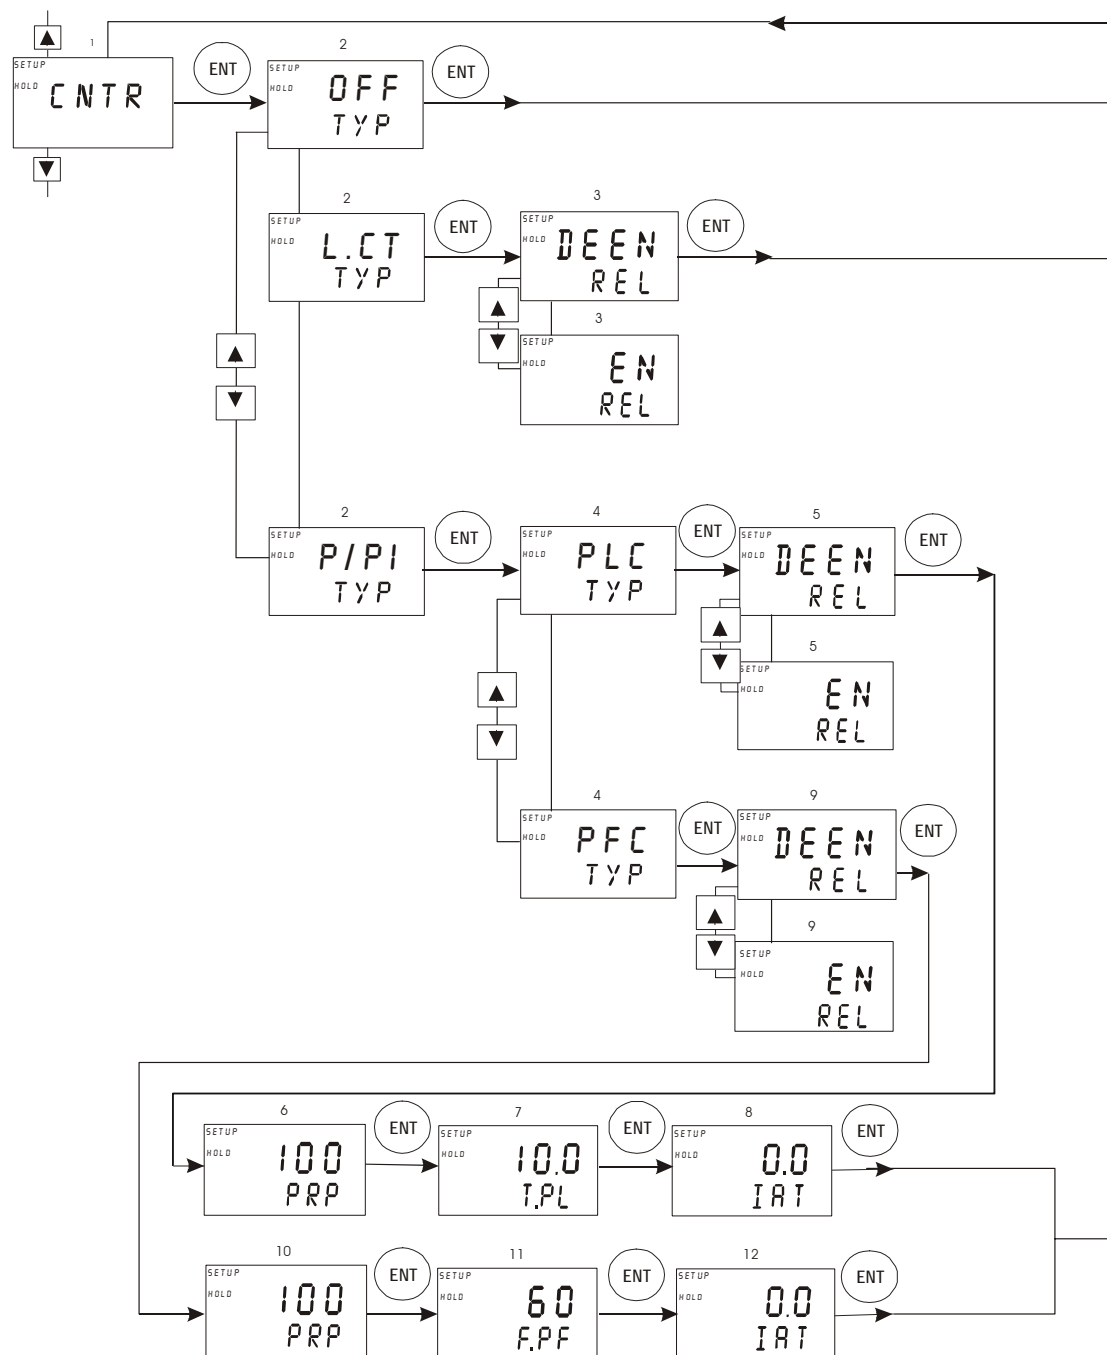 1
SETUP
HOLD
CNTR
ENT
2
SETUP
HOLD
OFF
TYP
ENT
2
SETUP
HOLD
L.CT
TYP
ENT
3
SETUP
HOLD
DEEN
REL
ENT
3
SETUP
HOLD
EN
REL
2
SETUP
HOLD
P/PI
TYP
ENT
4
SETUP
HOLD
PLC
TYP
ENT
5
SETUP
HOLD
DEEN
REL
ENT
5
SETUP
HOLD
EN
REL
4
SETUP
HOLD
PFC
TYP
ENT
9
SETUP
HOLD
DEEN
REL
ENT
9
SETUP
HOLD
EN
REL
6
SETUP
HOLD
100
PRP
ENT
7
SETUP
HOLD
10.0
T.PL
ENT
8
SETUP
HOLD
0.0
IAT
ENT
10
SETUP
HOLD
100
PRP
ENT
11
SETUP
HOLD
60
F.PF
ENT
12
SETUP
HOLD
0.0
IAT
ENT